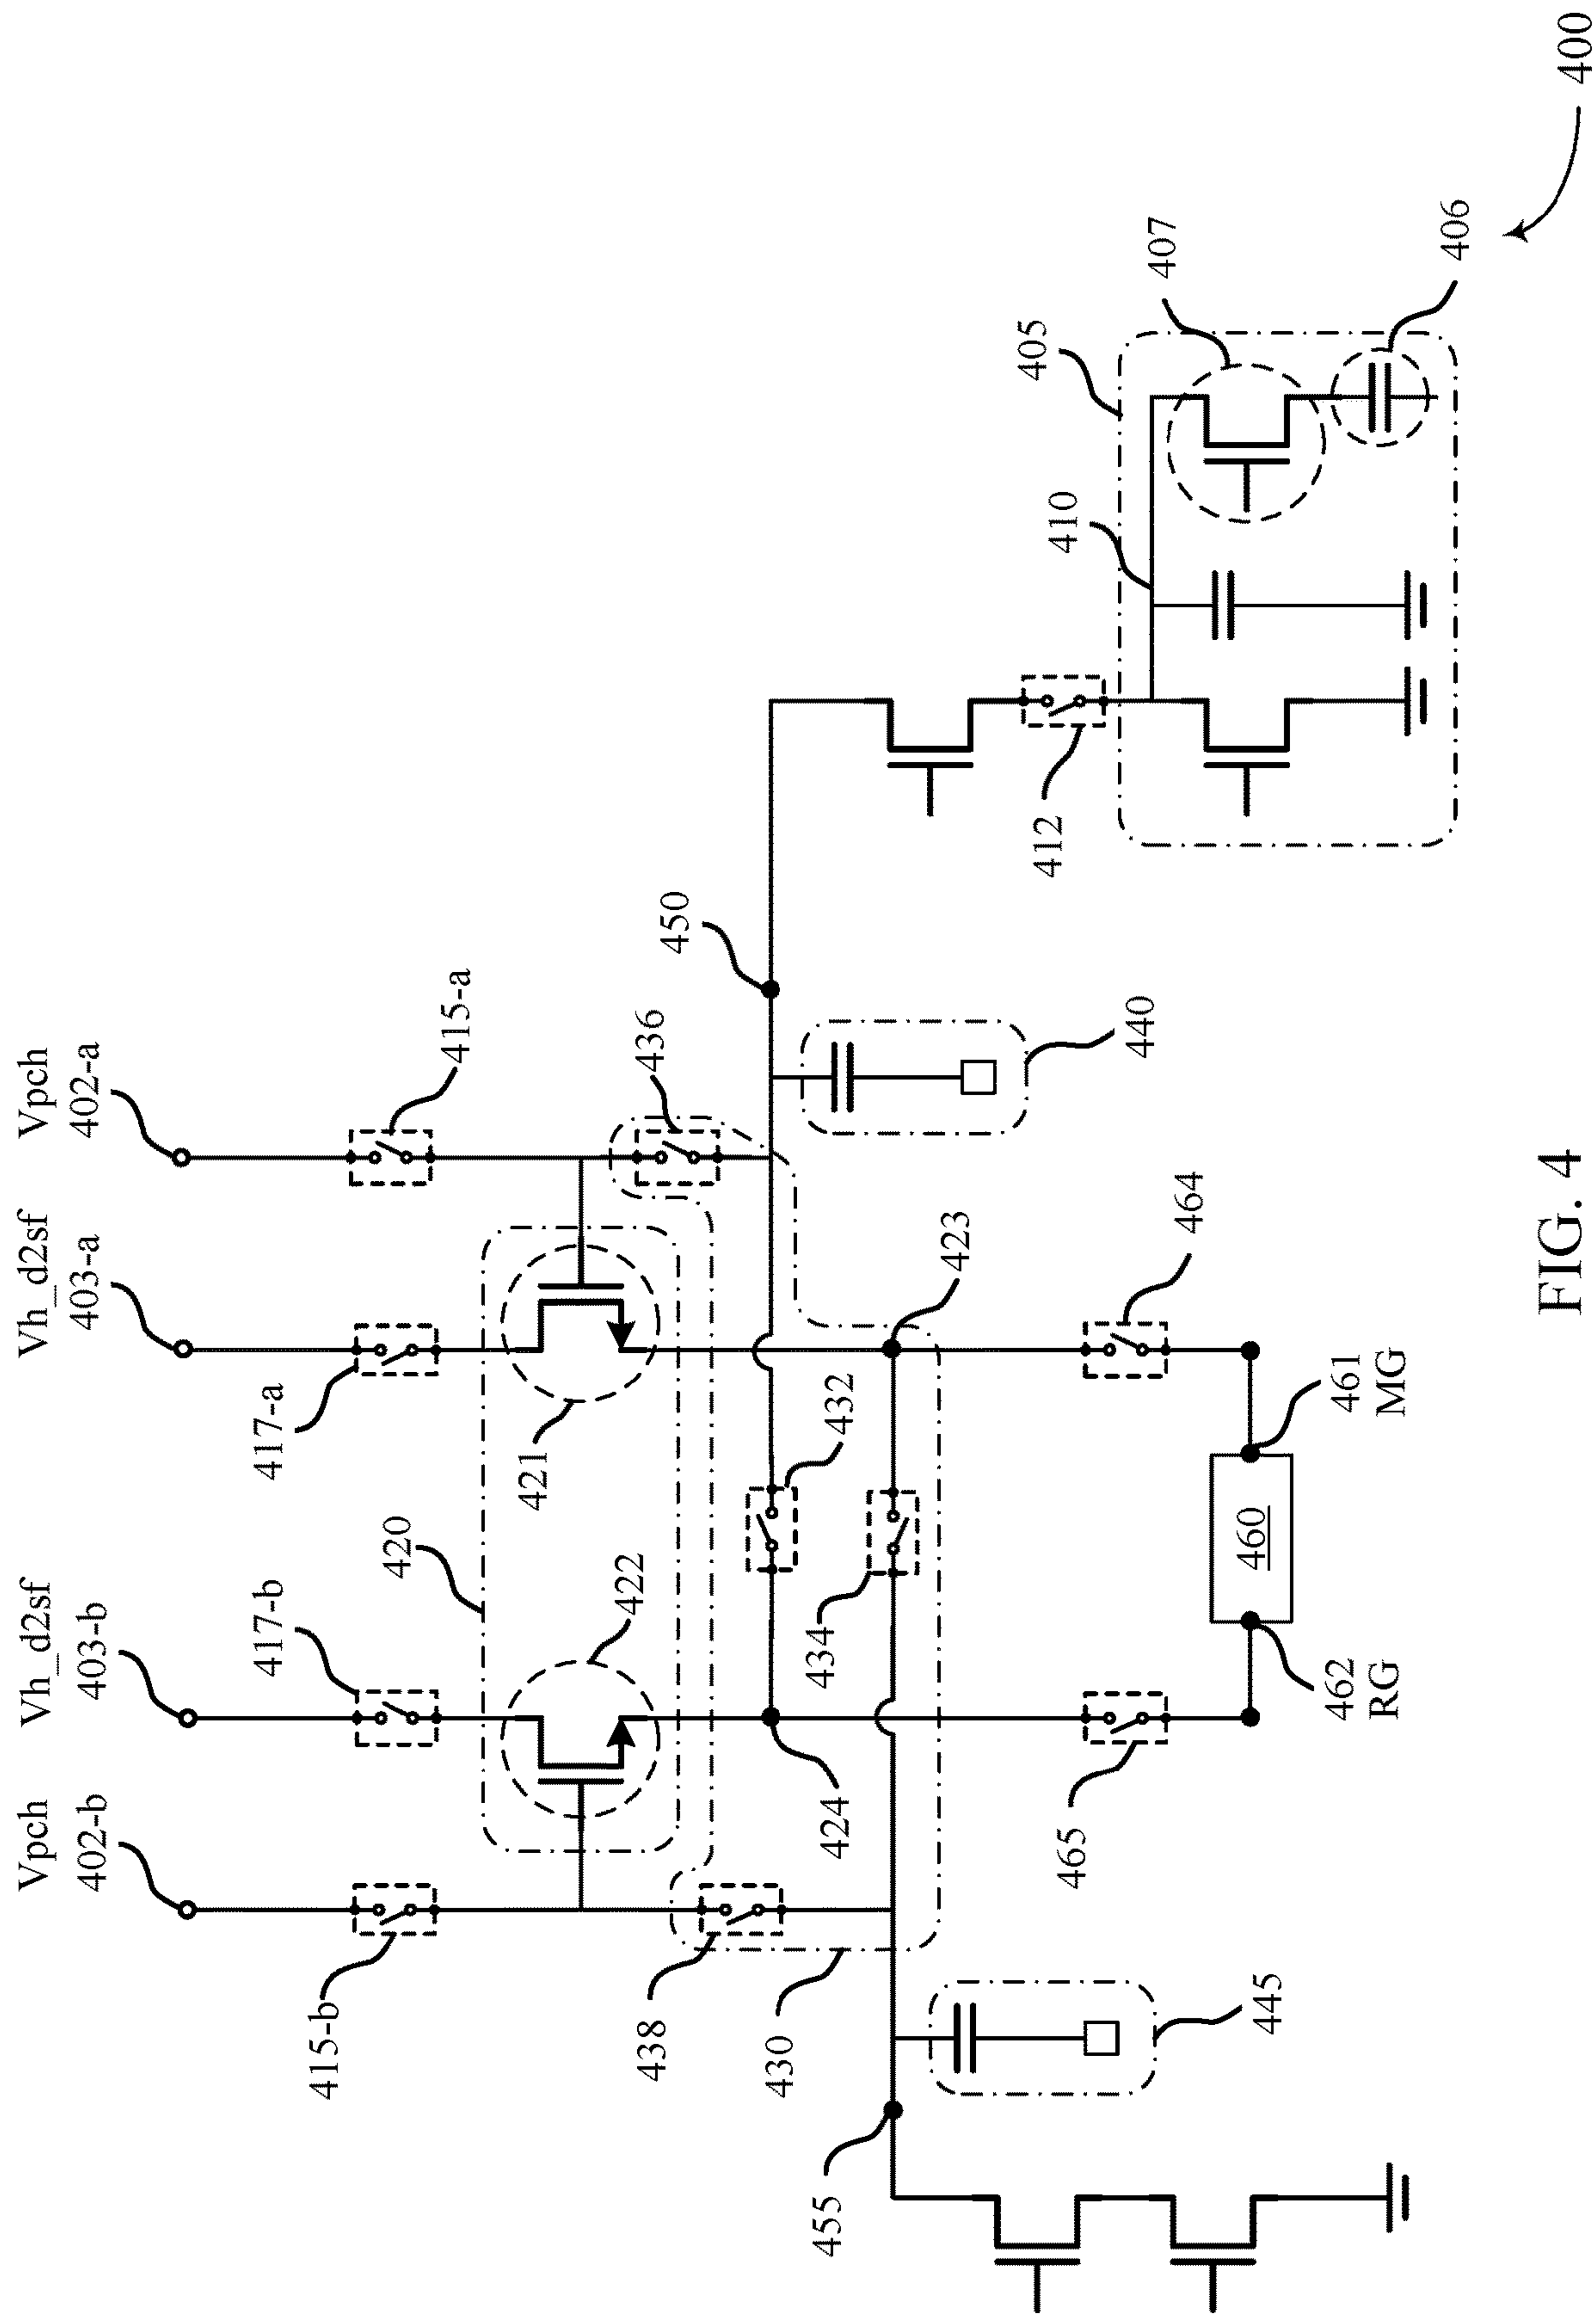 Vpch
402-b
Vh_d2sf
403-b
Vh_d2sf
403-a
Vpch
402-a
415-b
417-b
417-a
415-a
420
422
421
436
438
430
424
434
432
423
450
440
455
445
465
464
462
RG
460
461
MG
412
410
405
407
406
400
FIG. 4